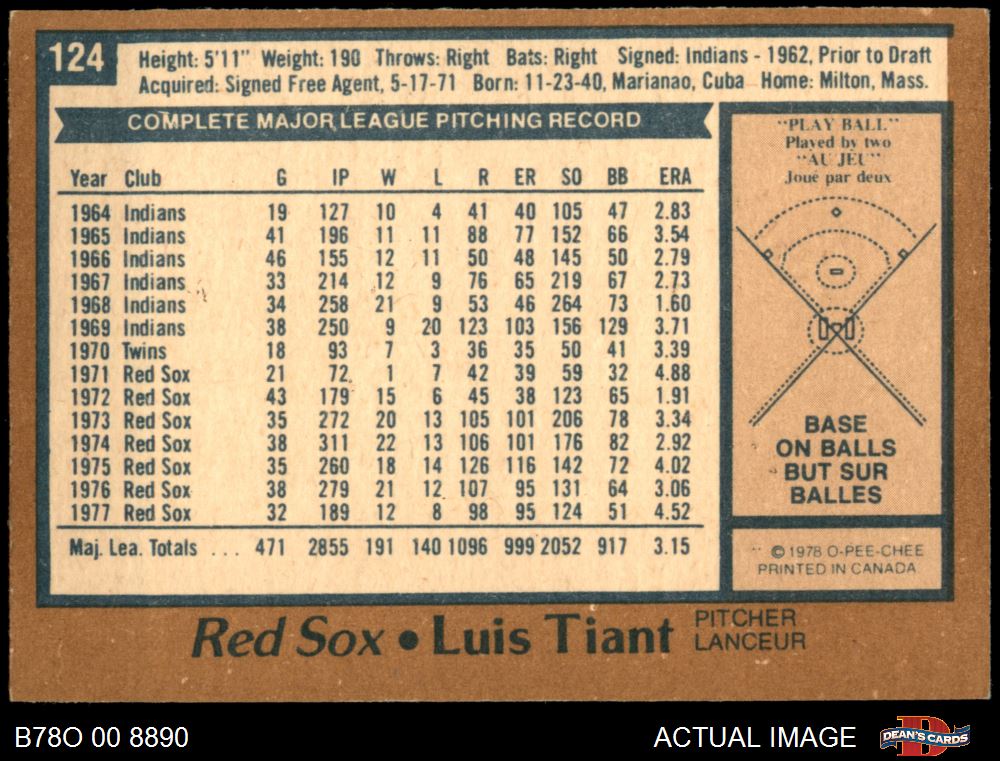 124
Height: 5'11" Weight: 190 Throws: Right Bats: Right Signed: Indians - 1962, Prior to Draft
Acquired: Signed Free Agent, 5-17-71 Born: 11-23-40, Marianao, Cuba Home: Milton, Mass.
COMPLETE MAJOR LEAGUE PITCHING RECORD
Year Club G IP W L R ER SO BB ERA
1964 Indians 19 127 10 4 41 40 105 47 2.83
1965 Indians 41 196 11 11 88 77 152 66 3.54
1966 Indians 46 155 12 11 50 48 145 50 2.79
1967 Indians 33 214 12 9 76 65 219 67 2.73
1968 Indians 34 258 21 9 53 46 264 73 1.60
1969 Indians 38 250 9 20 123 103 156 129 3.71
1970 Twins 18 93 7 3 36 35 50 41 3.39
1971 Red Sox 21 72 1 7 42 39 59 32 4.88
1972 Red Sox 43 179 15 6 45 38 123 65 1.91
1973 Red Sox 35 272 20 13 105 101 206 78 3.34
1974 Red Sox 38 311 22 13 106 101 176 82 2.92
1975 Red Sox 35 260 18 14 126 116 142 72 4.02
1976 Red Sox 38 279 21 12 107 95 131 64 3.06
1977 Red Sox 32 189 12 8 98 95 124 51 4.52
Maj. Lea. Totals ... 471 2855 191 140 1096 999 2052 917 3.15
"PLAY BALL"
Played by two
"AU JEU"
Joué par deux
BASE
ON BALLS
BUT SUR
BALLES
© 1978 O-PEE-CHEE
PRINTED IN CANADA
Red Sox • Luis Tiant
PITCHER
LANCEUR
B78O 00 8890
ACTUAL IMAGE
D
DEAN'S CARDS